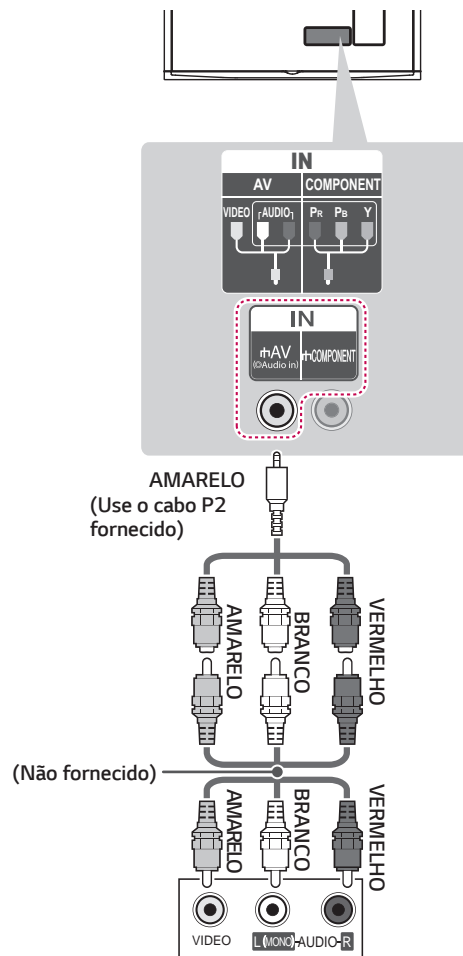 IN
AV COMPONENT
VIDEO AUDIO PR PB Y
IN
AV COMPONENT
(Audio in)
AMARELO
(Use o cabo P2
fornecido)
AMARELO
BRANCO
VERMELHO
(Não fornecido)
AMARELO
BRANCO
VERMELHO
VIDEO L(MONO)-AUDIO-R